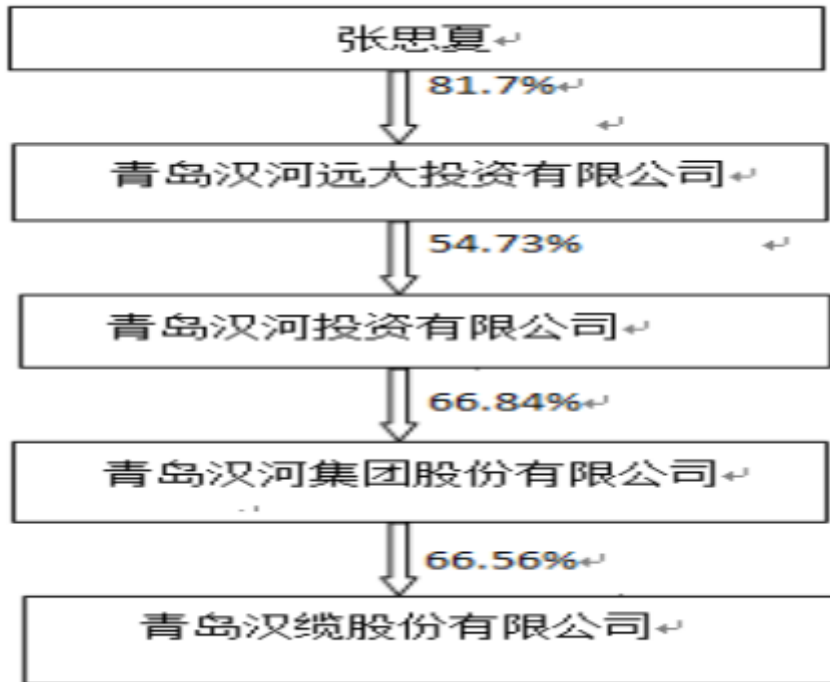 张思夏
81.7%
青岛汉河远大投资有限公司
54.73%
青岛汉河投资有限公司
66.84%
青岛汉河集团股份有限公司
66.56%
青岛汉缆股份有限公司